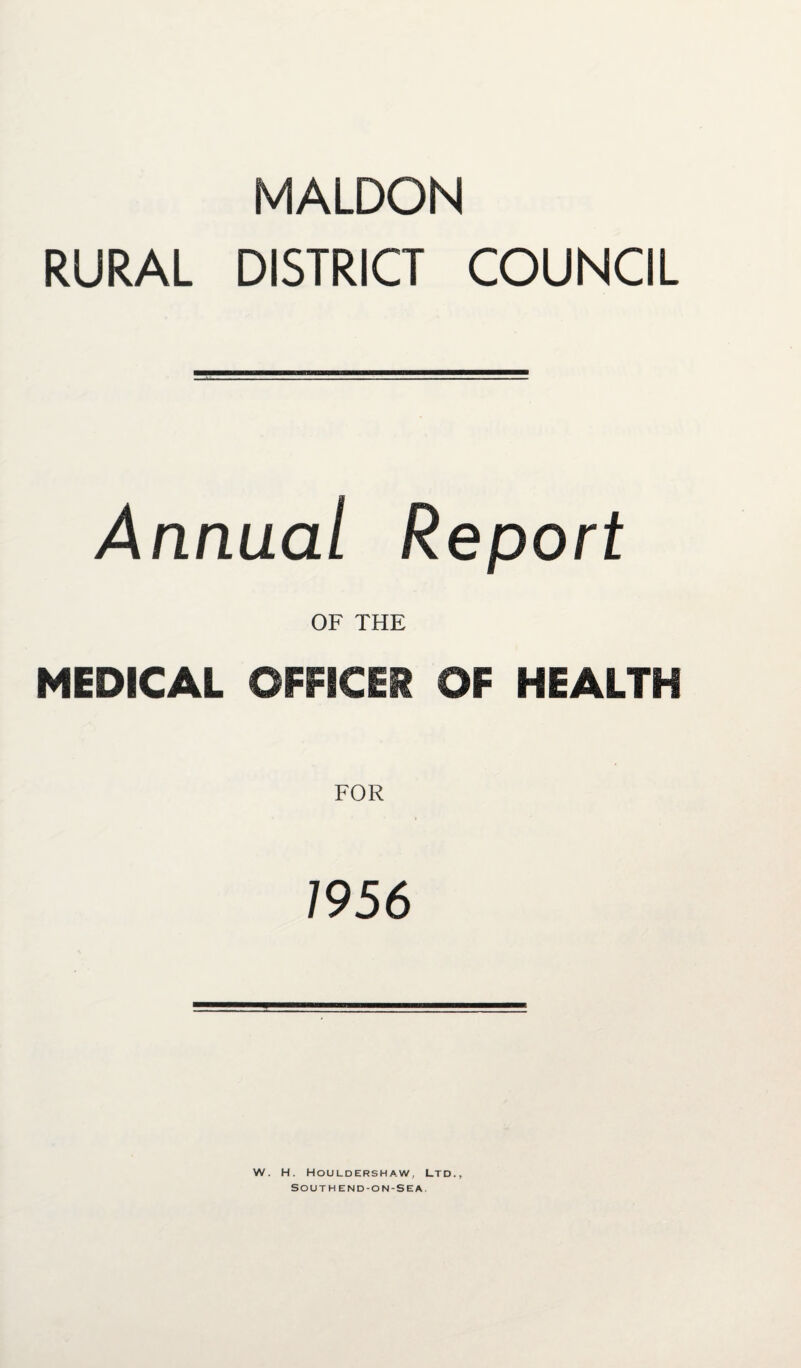 MALDON
RURAL DISTRICT COUNCIL
Annual Report
OF THE
MEDICAL OFFICER OF HEALTH
FOR
1956
W. H. HOULDERSHAW, LTD.,
SOUTHEND-ON-SEA.